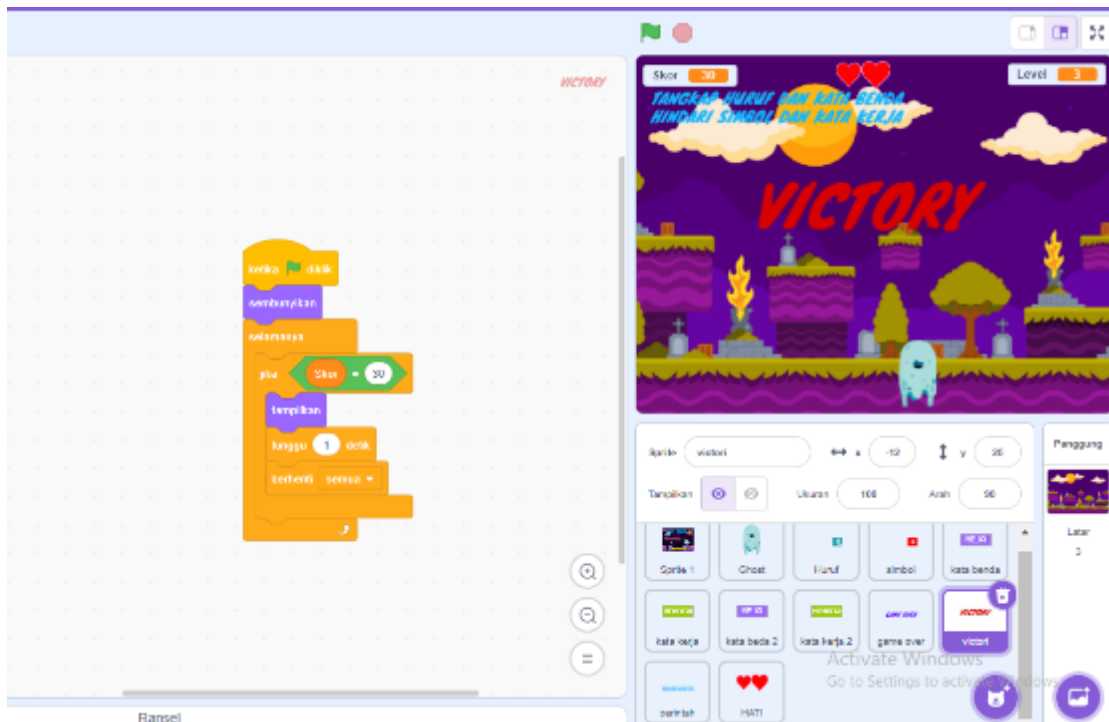 VICTORY
Skor 30
Level 3
TANGKAP HURUF DAN KATA BENDA
HINDARI SIMBOL DAN KATA KERJA
VICTORY
ketika diklik
sembunyikan
selamanya
jika Skor = 30
tampilkan
tunggu 1 detik
berhenti semua
Sprite victori x -12 y 35
Tampilkan Ukuran 100 Arah 90
Panggung
Latar
3
Sprite 1 Ghost Huruf simbol kata benda
kata kerja kata beda 2 kata kerja 2 game over victori
perintah HATI
Activate Windows
Go to Settings to activate Windows
Ransel